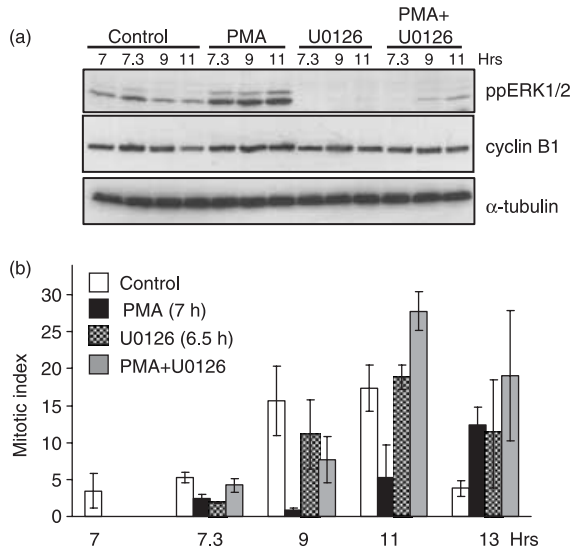 (a)
Control PMA U0126 PMA+
U0126
7 7.3 9 11 7.3 9 11 7.3 9 11 7.3 9 11 Hrs
ppERK1/2
cyclin B1
α-tubulin
(b)
Control
PMA (7 h)
U0126 (6.5 h)
PMA+U0126
Mitotic index
30
25
20
15
10
5
0
7 7.3 9 11 13 Hrs